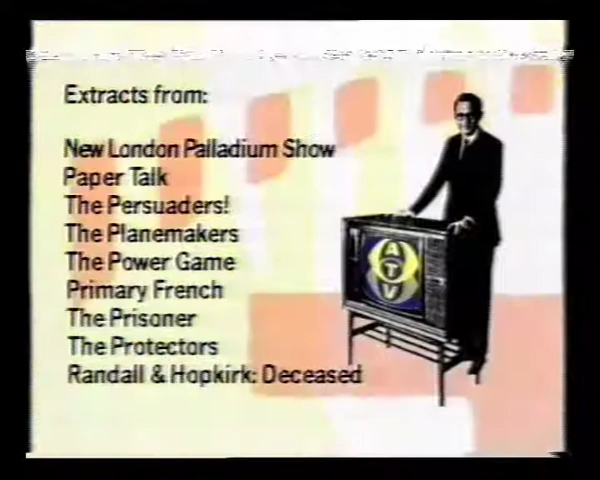 Extracts from:
New London Palladium Show
Paper Talk
The Persuaders!
The Planemakers
The Power Game
Primary French
The Prisoner
The Protectors
Randall & Hopkirk: Deceased
ATV